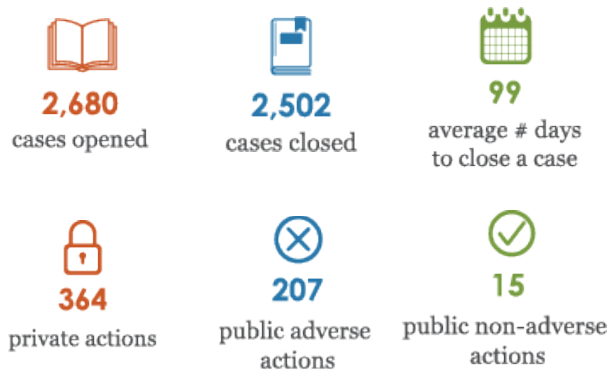 2,680
cases opened
2,502
cases closed
99
average # days
to close a case
364
private actions
207
public adverse
actions
15
public non-adverse
actions